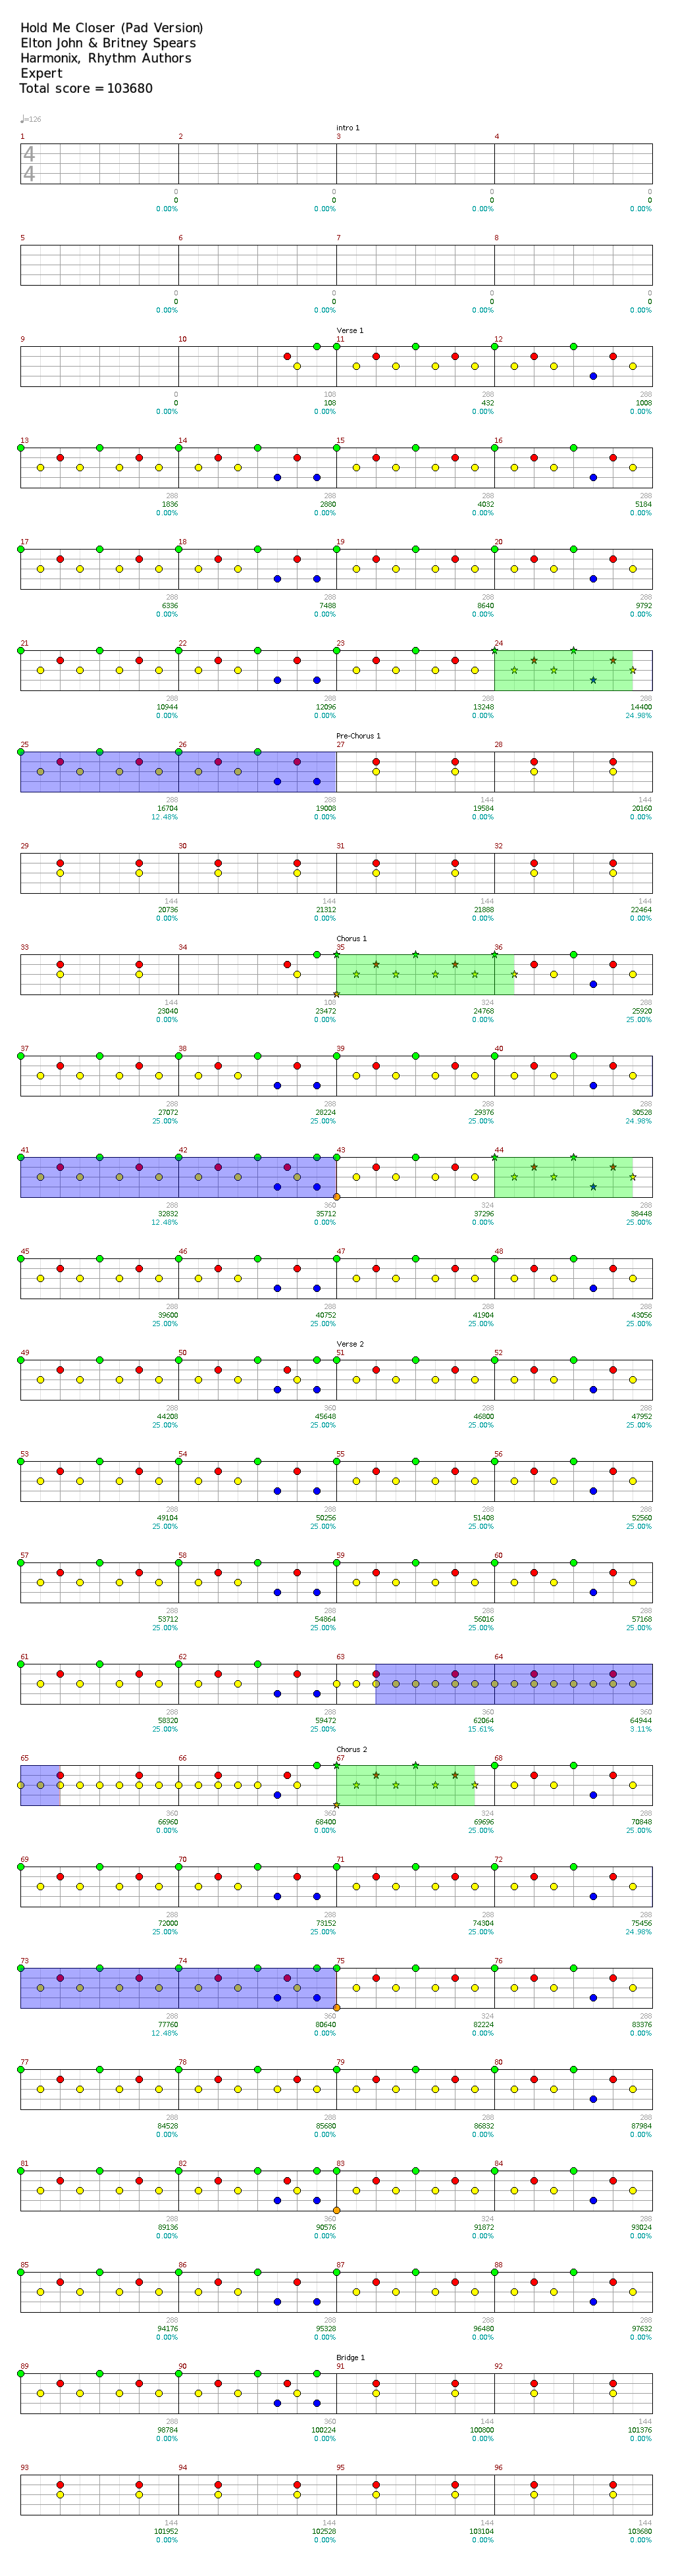 Hold Me Closer (Pad Version)
Elton John & Britney Spears
Harmonix, Rhythm Authors
Expert
Total score = 103680
♩=126
intro 1
1 2 3 4
4
4
0 0 0 0
0 0 0 0
0.00% 0.00% 0.00% 0.00%
5 6 7 8
0 0 0 0
0 0 0 0
0.00% 0.00% 0.00% 0.00%
Verse 1
9 10 11 12
0 108 288 288
0 108 432 1008
0.00% 0.00% 0.00% 0.00%
13 14 15 16
288 288 288 288
1836 2880 4032 5184
0.00% 0.00% 0.00% 0.00%
17 18 19 20
288 288 288 288
6336 7488 8640 9792
0.00% 0.00% 0.00% 0.00%
21 22 23 24
288 288 288 288
10944 12096 13248 14400
0.00% 0.00% 0.00% 24.98%
Pre-Chorus 1
25 26 27 28
288 288 144 144
16704 19008 19584 20160
12.48% 0.00% 0.00% 0.00%
29 30 31 32
144 144 144 144
20736 21312 21888 22464
0.00% 0.00% 0.00% 0.00%
Chorus 1
33 34 35 36
144 108 324 288
23040 23472 24768 25920
0.00% 0.00% 0.00% 25.00%
37 38 39 40
288 288 288 288
27072 28224 29376 30528
25.00% 25.00% 25.00% 24.98%
41 42 43 44
288 360 324 288
32832 35712 37296 38448
12.48% 0.00% 0.00% 25.00%
45 46 47 48
288 288 288 288
39600 40752 41904 43056
25.00% 25.00% 25.00% 25.00%
Verse 2
49 50 51 52
288 360 288 288
44208 45648 46800 47952
25.00% 25.00% 25.00% 25.00%
53 54 55 56
288 288 288 288
49104 50256 51408 52560
25.00% 25.00% 25.00% 25.00%
57 58 59 60
288 288 288 288
53712 54864 56016 57168
25.00% 25.00% 25.00% 25.00%
61 62 63 64
288 288 360 360
58320 59472 62064 64944
25.00% 25.00% 15.61% 3.11%
Chorus 2
65 66 67 68
360 360 324 288
66960 68400 69696 70848
0.00% 0.00% 25.00% 25.00%
69 70 71 72
288 288 288 288
72000 73152 74304 75456
25.00% 25.00% 25.00% 24.98%
73 74 75 76
288 360 324 288
77760 80640 82224 83376
12.48% 0.00% 0.00% 0.00%
77 78 79 80
288 288 288 288
84528 85680 86832 87984
0.00% 0.00% 0.00% 0.00%
81 82 83 84
288 360 324 288
89136 90576 91872 93024
0.00% 0.00% 0.00% 0.00%
85 86 87 88
288 288 288 288
94176 95328 96480 97632
0.00% 0.00% 0.00% 0.00%
Bridge 1
89 90 91 92
288 360 144 144
98784 100224 100800 101376
0.00% 0.00% 0.00% 0.00%
93 94 95 96
144 144 144 144
101952 102528 103104 103680
0.00% 0.00% 0.00% 0.00%